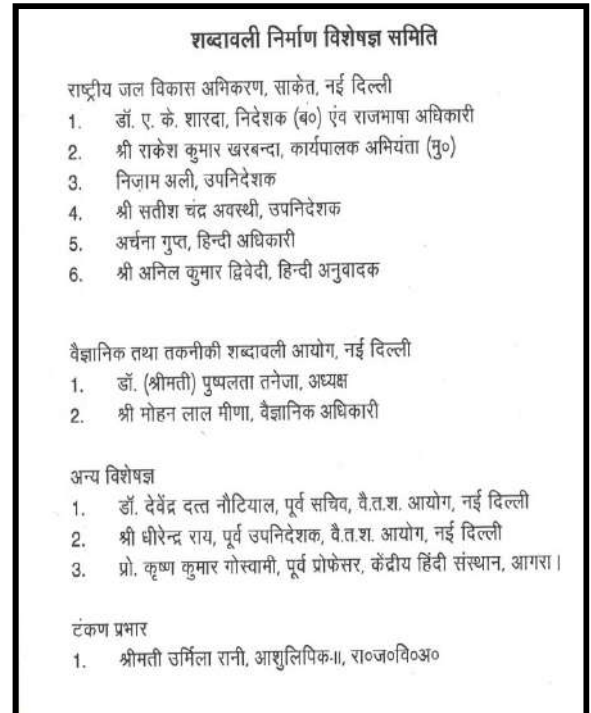 शब्दावली निर्माण विशेषज्ञ समिति
राष्ट्रीय जल विकास अभिकरण, साकेत, नई दिल्ली
1. डॉ. ए. के. शारदा, निदेशक (ब०) एंव राजभाषा अधिकारी
2. श्री राकेश कुमार खरबन्दा, कार्यपालक अभियंता (मु०)
3. निज़ाम अली, उपनिदेशक
4. श्री सतीश चंद्र अवस्थी, उपनिदेशक
5. अर्चना गुप्त, हिन्दी अधिकारी
6. श्री अनिल कुमार द्विवेदी, हिन्दी अनुवादक
वैज्ञानिक तथा तकनीकी शब्दावली आयोग, नई दिल्ली
1. डॉ. (श्रीमती) पुष्पलता तनेजा, अध्यक्ष
2. श्री मोहन लाल मीणा, वैज्ञानिक अधिकारी
अन्य विशेषज्ञ
1. डॉ. देवेंद्र दत्त नौटियाल, पूर्व सचिव, वै.त.श. आयोग, नई दिल्ली
2. श्री धीरेन्द्र राय, पूर्व उपनिदेशक, वै.त.श. आयोग, नई दिल्ली
3. प्रो. कृष्ण कुमार गोस्वामी, पूर्व प्रोफेसर, केंद्रीय हिंदी संस्थान, आगरा।
टंकण प्रभार
1. श्रीमती उर्मिला रानी, आशुलिपिक-II, रा०ज०वि०अ०